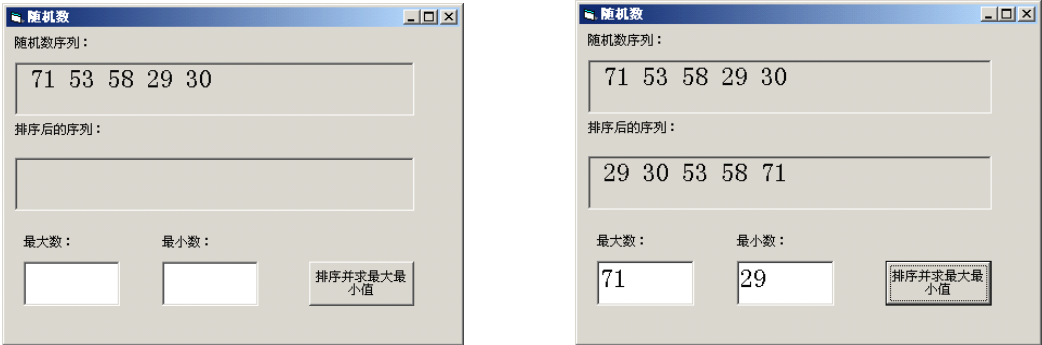 随机数
随机数序列：
71 53 58 29 30
排序后的序列：
最大数： 最小数：
排序并求最大最
小值
随机数
随机数序列：
71 53 58 29 30
排序后的序列：
29 30 53 58 71
最大数： 最小数：
71 29
排序并求最大最
小值